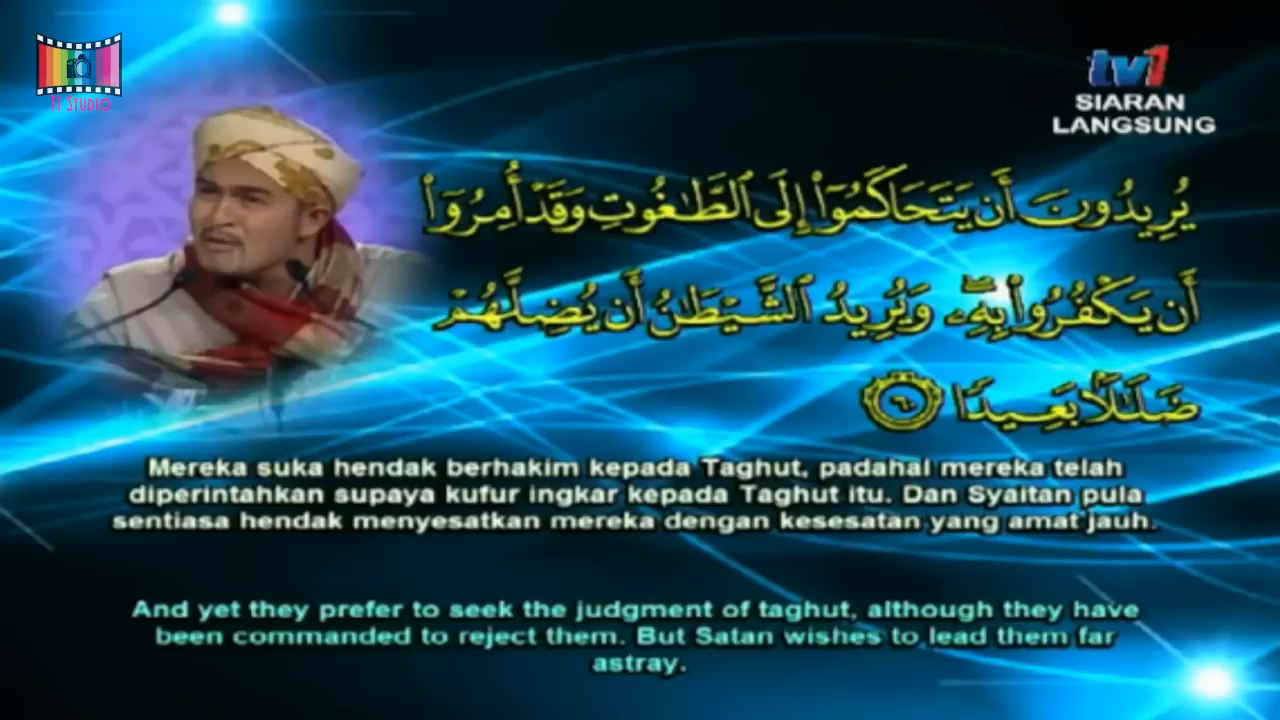 TI STUDIO
tv1
SIARAN
LANGSUNG
يُرِيدُونَ أَن يَتَحَاكَمُوٓا۟ إِلَى ٱلطَّـٰغُوتِ وَقَدْ أُمِرُوٓا۟
أَن يَكْفُرُوا۟ بِهِۦۖ وَيُرِيدُ ٱلشَّيْطَـٰنُ أَن يُضِلَّهُمْ
ضَلَـٰلًۢا بَعِيدًا ٦٠
Mereka suka hendak berhakim kepada Taghut, padahal mereka telah
diperintahkan supaya kufur ingkar kepada Taghut itu. Dan Syaitan pula
sentiasa hendak menyesatkan mereka dengan kesesatan yang amat jauh.
And yet they prefer to seek the judgment of taghut, although they have
been commanded to reject them. But Satan wishes to lead them far
astray.